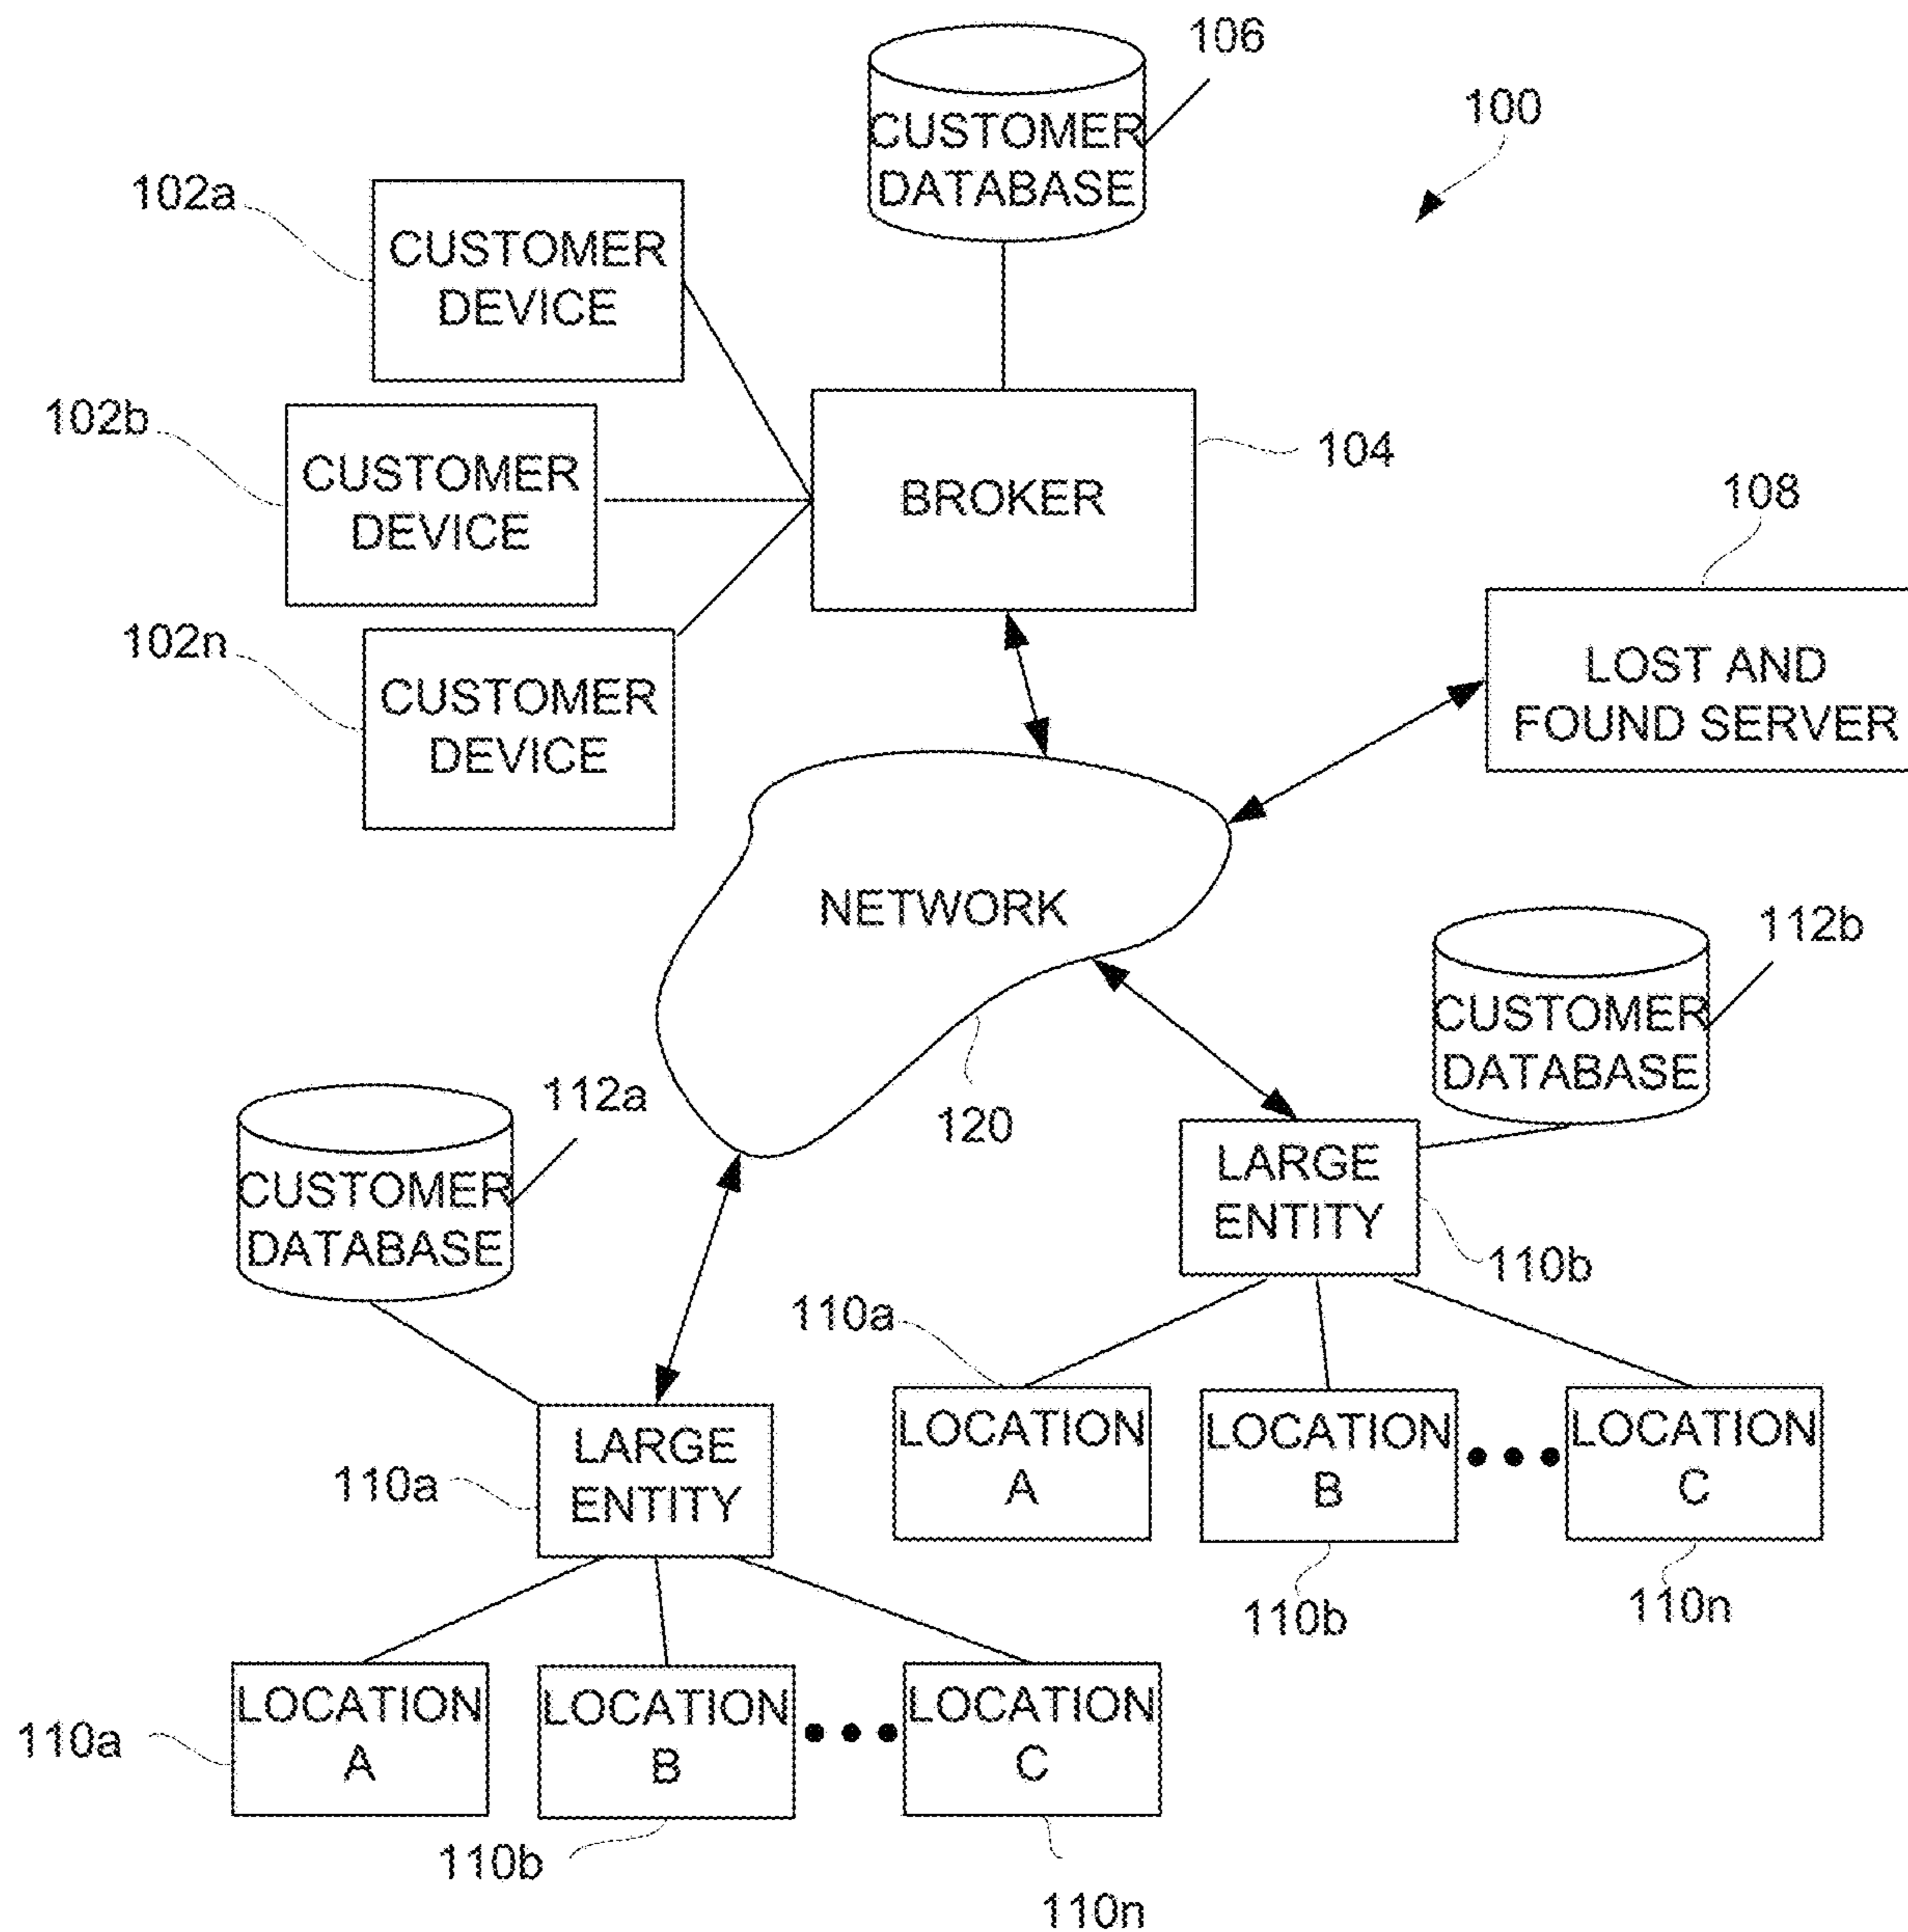 106
100
CUSTOMER
DATABASE
102a
CUSTOMER
DEVICE
102b
CUSTOMER
DEVICE
104
BROKER
108
102n
CUSTOMER
DEVICE
LOST AND
FOUND SERVER
NETWORK
112b
CUSTOMER
DATABASE
112a
120
CUSTOMER
DATABASE
LARGE
ENTITY
110b
110a
LOCATION
A
LOCATION
B
LOCATION
C
110a
LARGE
ENTITY
110b
110n
LOCATION
A
LOCATION
B
LOCATION
C
110a
110b
110n